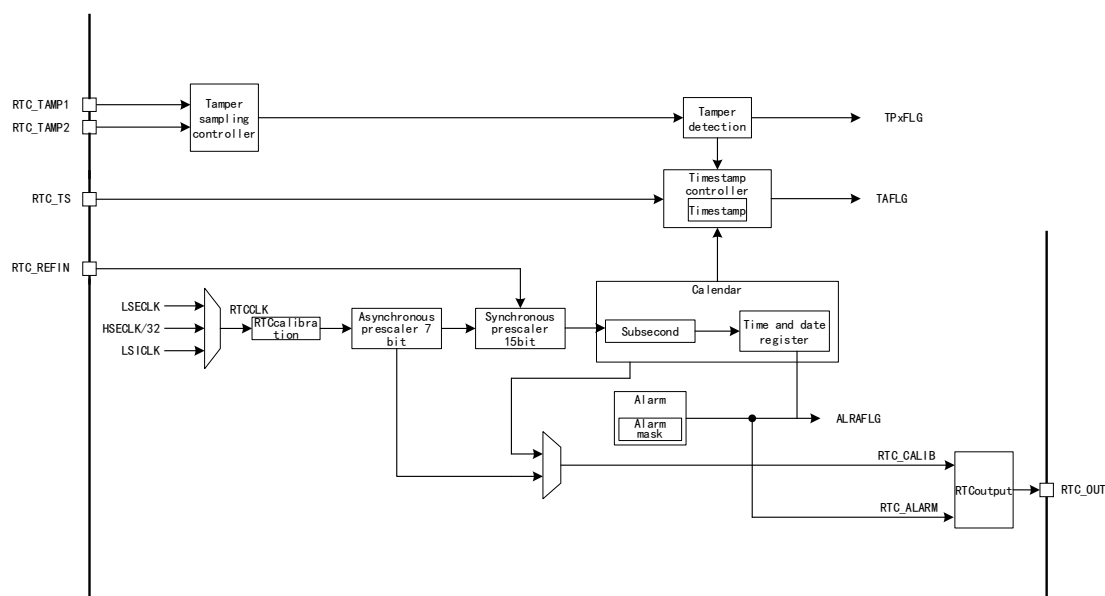 RTC_TAMP1
RTC_TAMP2
Tamper
sampling
controller
Tamper
detection
TPxFLG
RTC_TS
Timestamp
controller
Timestamp
TAFLG
RTC_REFIN
LSECLK
HSECLK/32
LSICLK
RTCCLK
RTCcalibra
tion
Asynchronous
prescaler 7
bit
Synchronous
prescaler
15bit
Calendar
Subsecond
Time and date
register
Alarm
Alarm
mask
ALRAFLG
RTC_CALIB
RTC_ALARM
RTCoutput
RTC_OUT